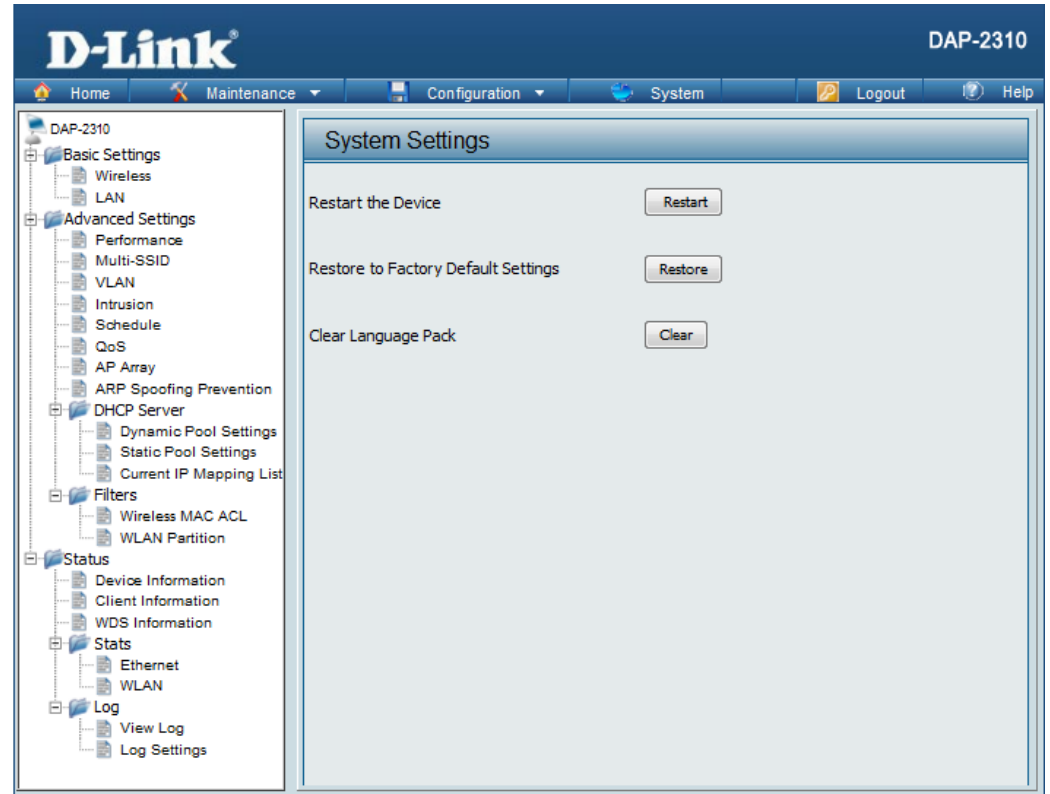 D-Link®
DAP-2310
Home Maintenance Configuration System Logout Help
DAP-2310
Basic Settings
Wireless
LAN
Advanced Settings
Performance
Multi-SSID
VLAN
Intrusion
Schedule
QoS
AP Array
ARP Spoofing Prevention
DHCP Server
Dynamic Pool Settings
Static Pool Settings
Current IP Mapping List
Filters
Wireless MAC ACL
WLAN Partition
Status
Device Information
Client Information
WDS Information
Stats
Ethernet
WLAN
Log
View Log
Log Settings
System Settings
Restart the Device Restart
Restore to Factory Default Settings Restore
Clear Language Pack Clear